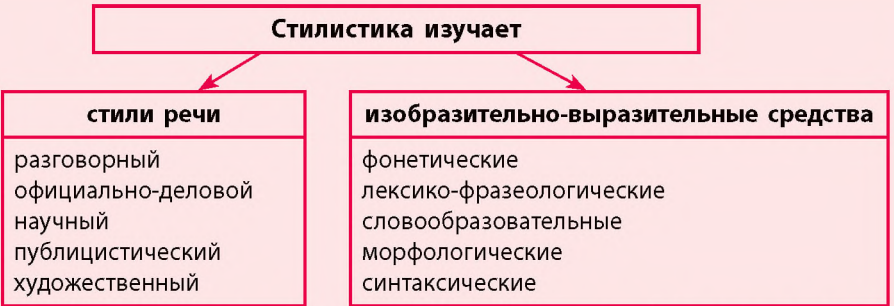 Стилистика изучает
стили речи
разговорный
официально-деловой
научный
публицистический
художественный
изобразительно-выразительные средства
фонетические
лексико-фразеологические
словообразовательные
морфологические
синтаксические